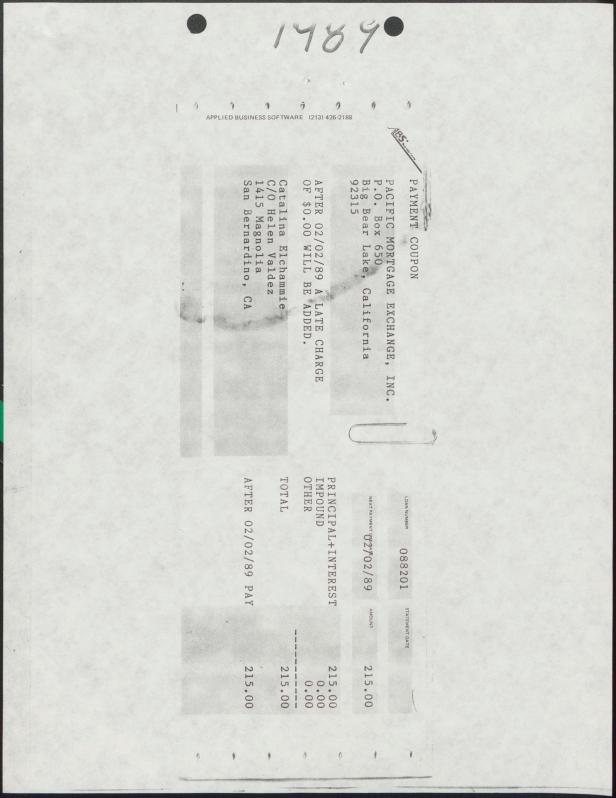 1989
APPLIED BUSINESS SOFTWARE (213) 426-2188
ABS
PAYMENT COUPON
PACIFIC MORTGAGE EXCHANGE, INC.
P.O. Box 650
Big Bear Lake, California
92315
AFTER 02/02/89 A LATE CHARGE
OF $0.00 WILL BE ADDED.
Catalina Elchammie
C/O Helen Valdez
1415 Magnolia
San Bernardino, CA
LOAN NUMBER
088201
STATEMENT DATE
NEXT PAYMENT
02/02/89
AMOUNT
215.00
PRINCIPAL+INTEREST 215.00
IMPOUND 0.00
OTHER 0.00
TOTAL 215.00
AFTER 02/02/89 PAY 215.00